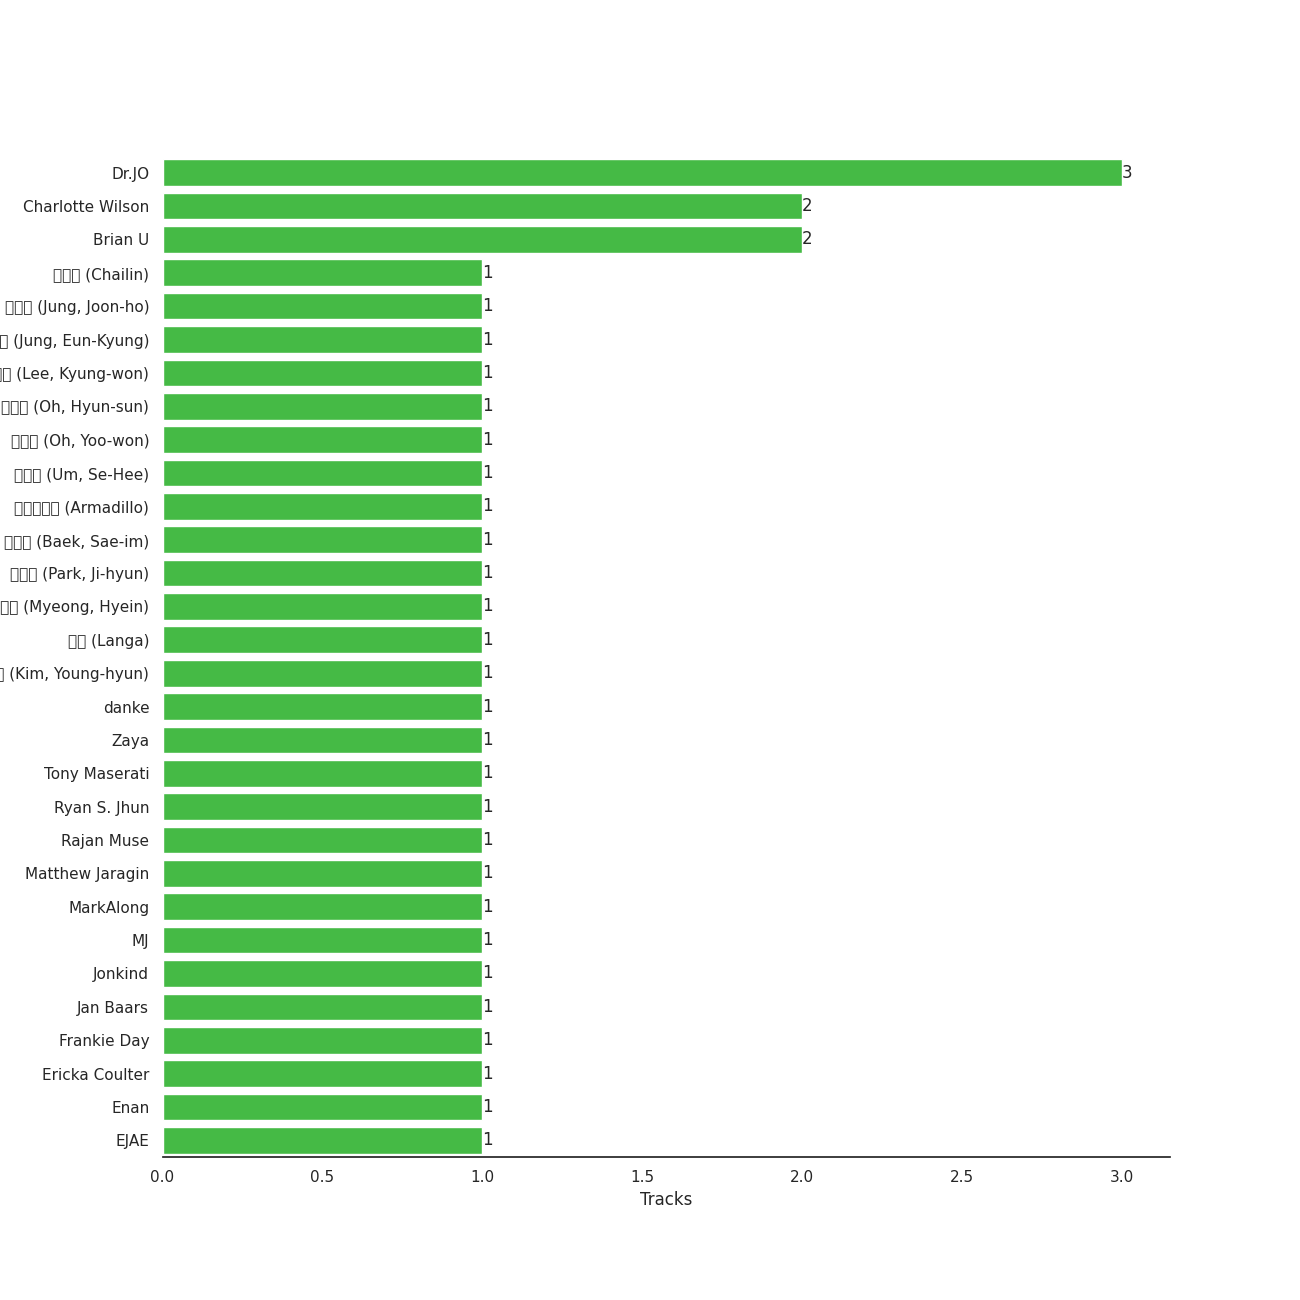 Dr.JO 3
Charlotte Wilson 2
Brian U 2
(Chailin) 1
(Jung, Joon-ho) 1
(Jung, Eun-Kyung) 1
(Lee, Kyung-won) 1
(Oh, Hyun-sun) 1
(Oh, Yoo-won) 1
(Um, Se-Hee) 1
(Armadillo) 1
(Baek, Sae-im) 1
(Park, Ji-hyun) 1
(Myeong, Hyein) 1
(Langa) 1
(Kim, Young-hyun) 1
danke 1
Zaya 1
Tony Maserati 1
Ryan S. Jhun 1
Rajan Muse 1
Matthew Jaragin 1
MarkAlong 1
MJ 1
Jonkind 1
Jan Baars 1
Frankie Day 1
Ericka Coulter 1
Enan 1
EJAE 1
0.0 0.5 1.0 1.5 2.0 2.5 3.0
Tracks